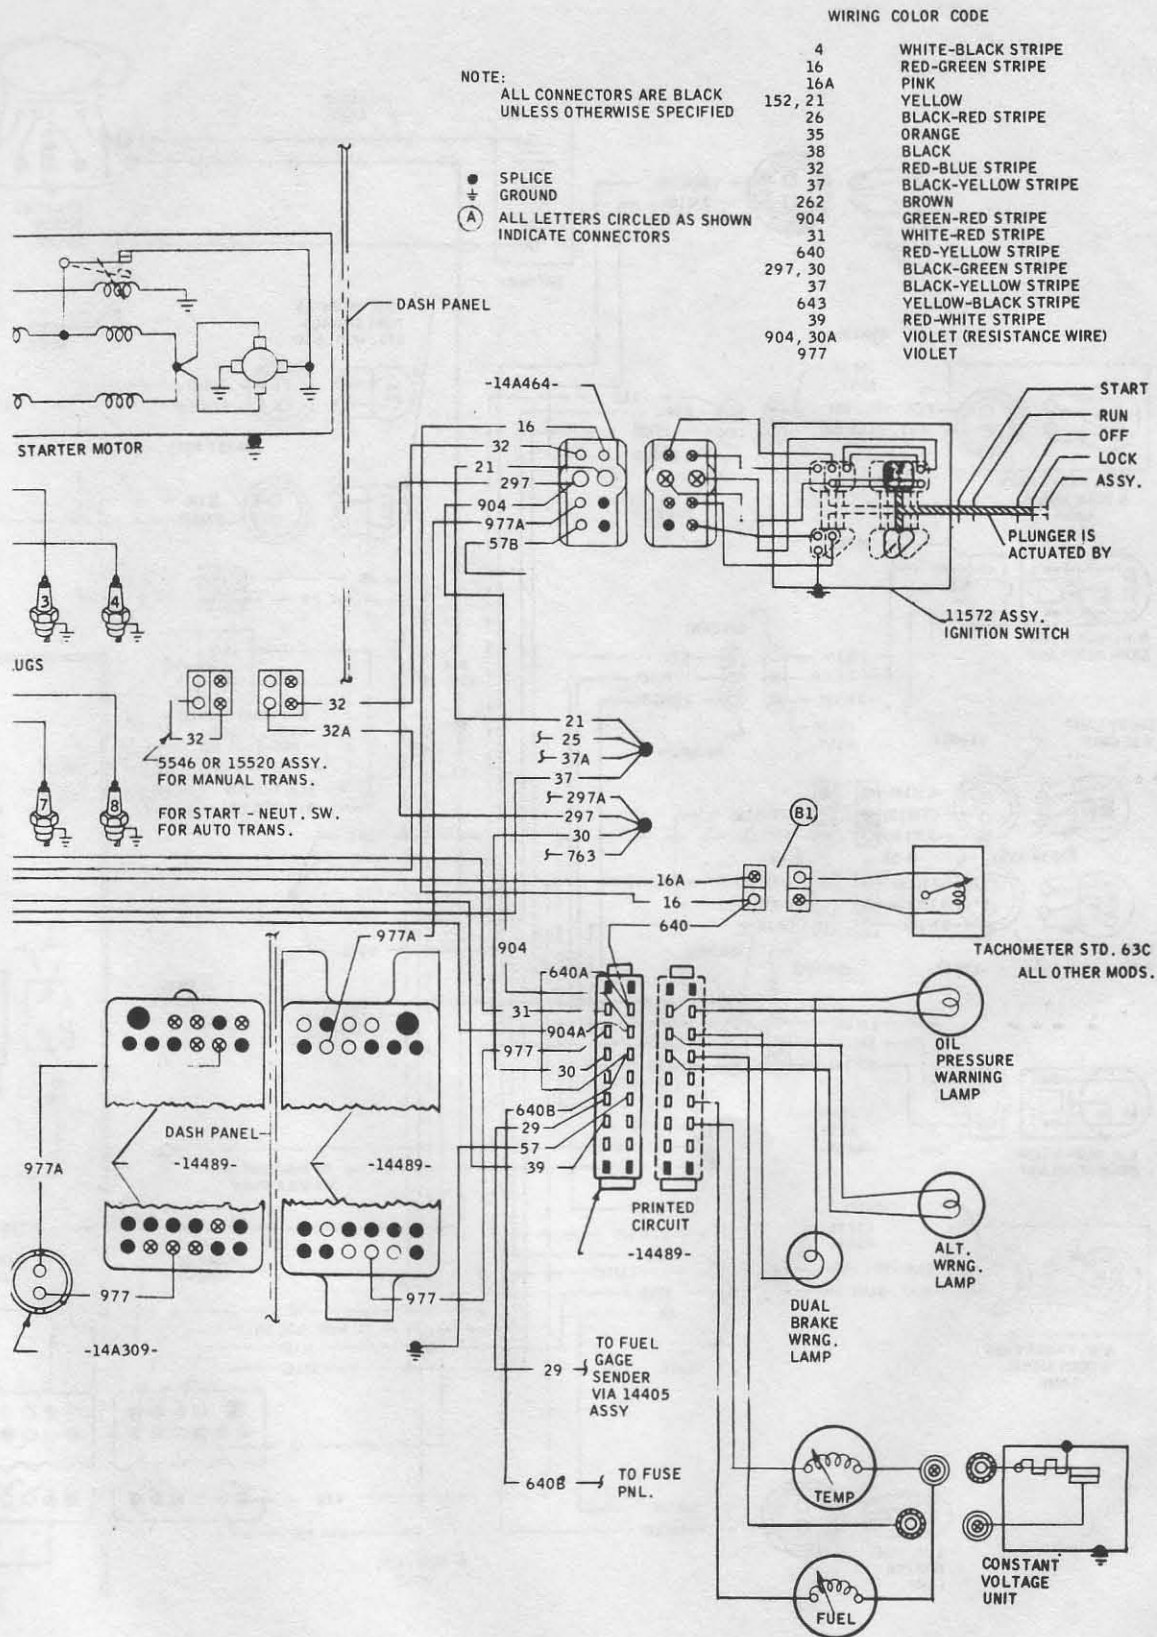 WIRING COLOR CODE
4 WHITE-BLACK STRIPE
16 RED-GREEN STRIPE
16A PINK
152, 21 YELLOW
26 BLACK-RED STRIPE
35 ORANGE
38 BLACK
32 RED-BLUE STRIPE
37 BLACK-YELLOW STRIPE
262 BROWN
904 GREEN-RED STRIPE
31 WHITE-RED STRIPE
640 RED-YELLOW STRIPE
297, 30 BLACK-GREEN STRIPE
37 BLACK-YELLOW STRIPE
643 YELLOW-BLACK STRIPE
39 RED-WHITE STRIPE
904, 30A VIOLET (RESISTANCE WIRE)
977 VIOLET
NOTE:
ALL CONNECTORS ARE BLACK
UNLESS OTHERWISE SPECIFIED
SPLICE
GROUND
A ALL LETTERS CIRCLED AS SHOWN
INDICATE CONNECTORS
DASH PANEL
STARTER MOTOR
-14A464-
16
32
21
297
904
977A
57B
START
RUN
OFF
LOCK
ASSY.
PLUNGER IS
ACTUATED BY
11572 ASSY.
IGNITION SWITCH
3
4
LUGS
32
32A
32
5546 OR 15520 ASSY.
FOR MANUAL TRANS.
FOR START - NEUT. SW.
FOR AUTO TRANS.
7
8
21
25
37A
37
297A
297
30
763
B1
16A
16
640
TACHOMETER STD. 63C
ALL OTHER MODS.
977A
904
640A
31
904A
977
30
640B
29
57
39
OIL
PRESSURE
WARNING
LAMP
DASH PANEL
977A
-14489-
-14489-
PRINTED
CIRCUIT
-14489-
ALT.
WRNG.
LAMP
977
977
-14A309-
DUAL
BRAKE
WRNG.
LAMP
29
TO FUEL
GAGE
SENDER
VIA 14405
ASSY
640B
TO FUSE
PNL.
TEMP
FUEL
CONSTANT
VOLTAGE
UNIT